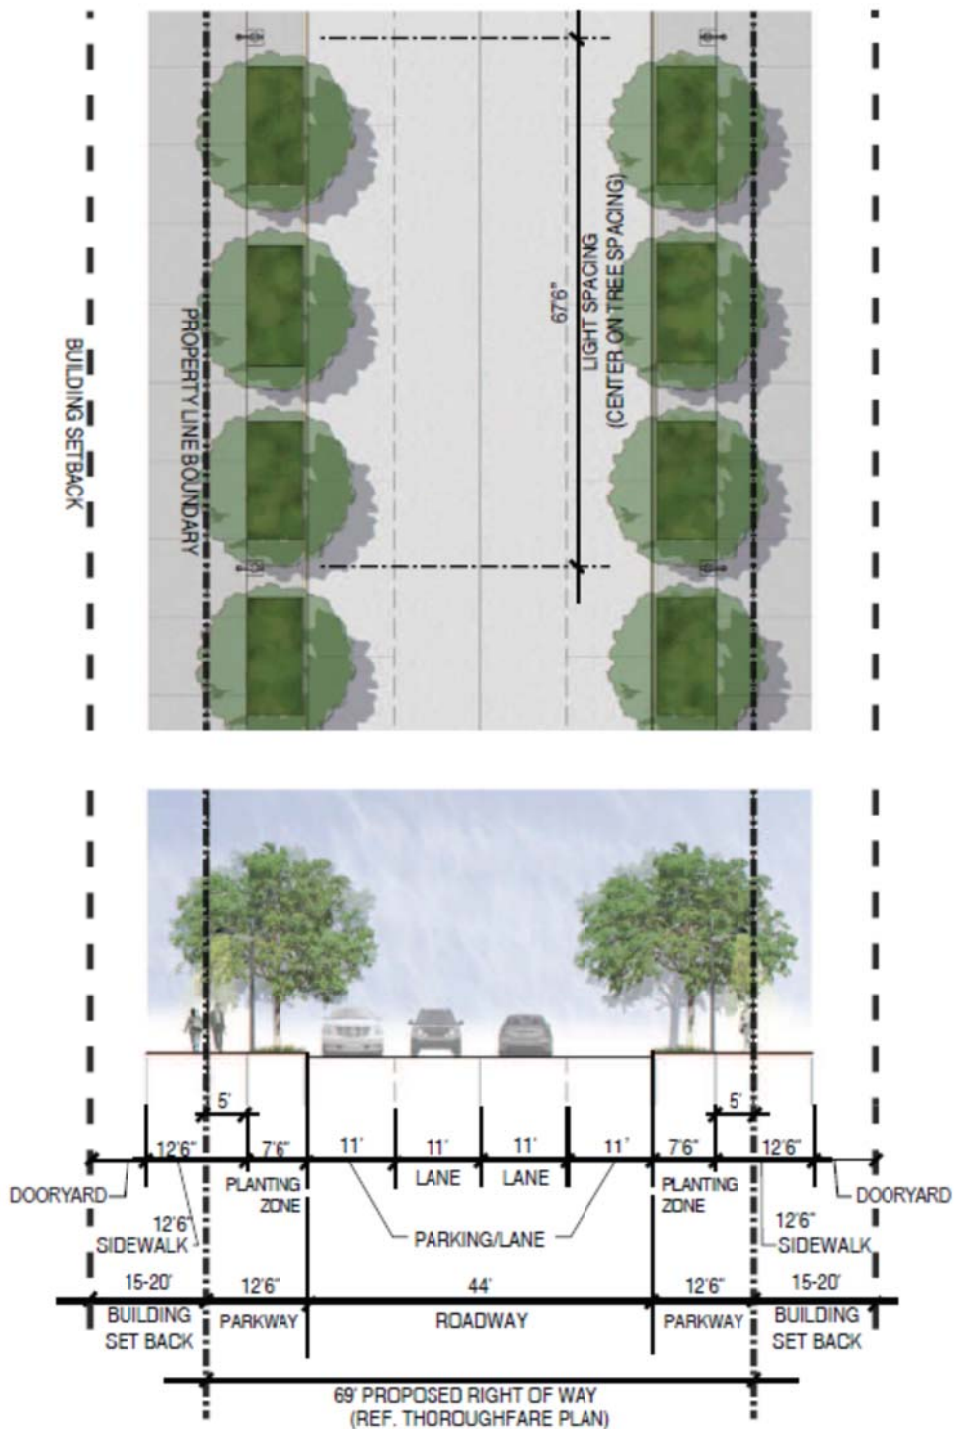 BUILDING SETBACK
PROPERTY LINE BOUNDARY
67'6"
LIGHT SPACING
(CENTER ON TREE SPACING)
5'
5'
12'6"
7'6"
11'
11'
11'
11'
7'6"
12'6"
DOORYARD
PLANTING
ZONE
LANE
LANE
PLANTING
ZONE
DOORYARD
12'6"
SIDEWALK
PARKING/LANE
12'6"
SIDEWALK
15-20'
12'6"
44'
12'6"
15-20'
BUILDING
SET BACK
PARKWAY
ROADWAY
PARKWAY
BUILDING
SET BACK
69' PROPOSED RIGHT OF WAY
(REF. THOROUGHFARE PLAN)